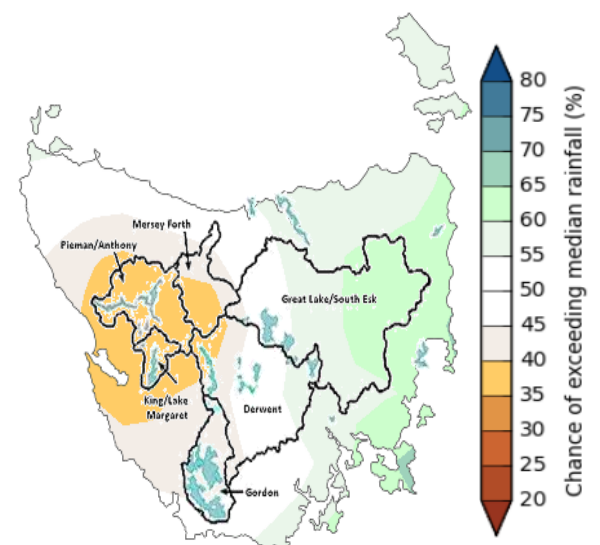 Mersey Forth
Pieman/Anthony
Great Lake/South Esk
King/Lake
Margaret
Derwent
Gordon
80
75
70
65
60
55
50
45
40
35
30
25
20
Chance of exceeding median rainfall (%)